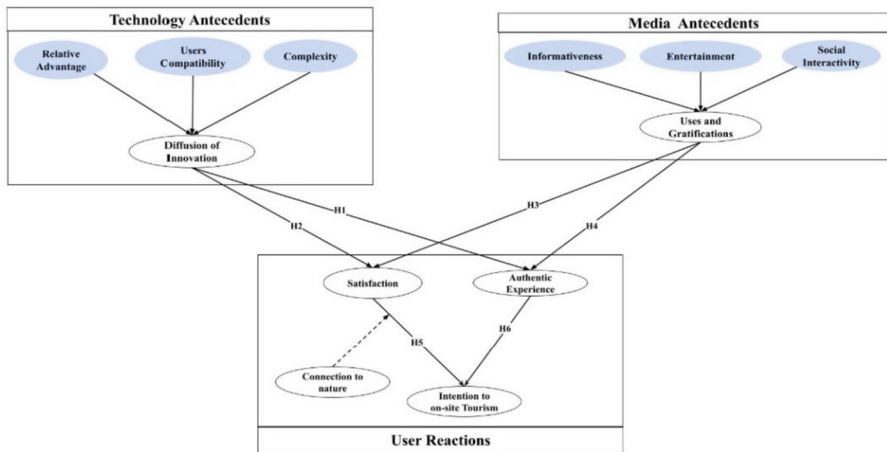 Technology Antecedents
Relative
Advantage
Users
Compatibility
Complexity
Diffusion of
Innovation
Media Antecedents
Informativeness
Entertainment
Social
Interactivity
Uses and
Gratifications
H1
H2
H3
H4
Satisfaction
Authentic
Experience
H5
H6
Connection to
nature
Intention to
on-site Tourism
User Reactions